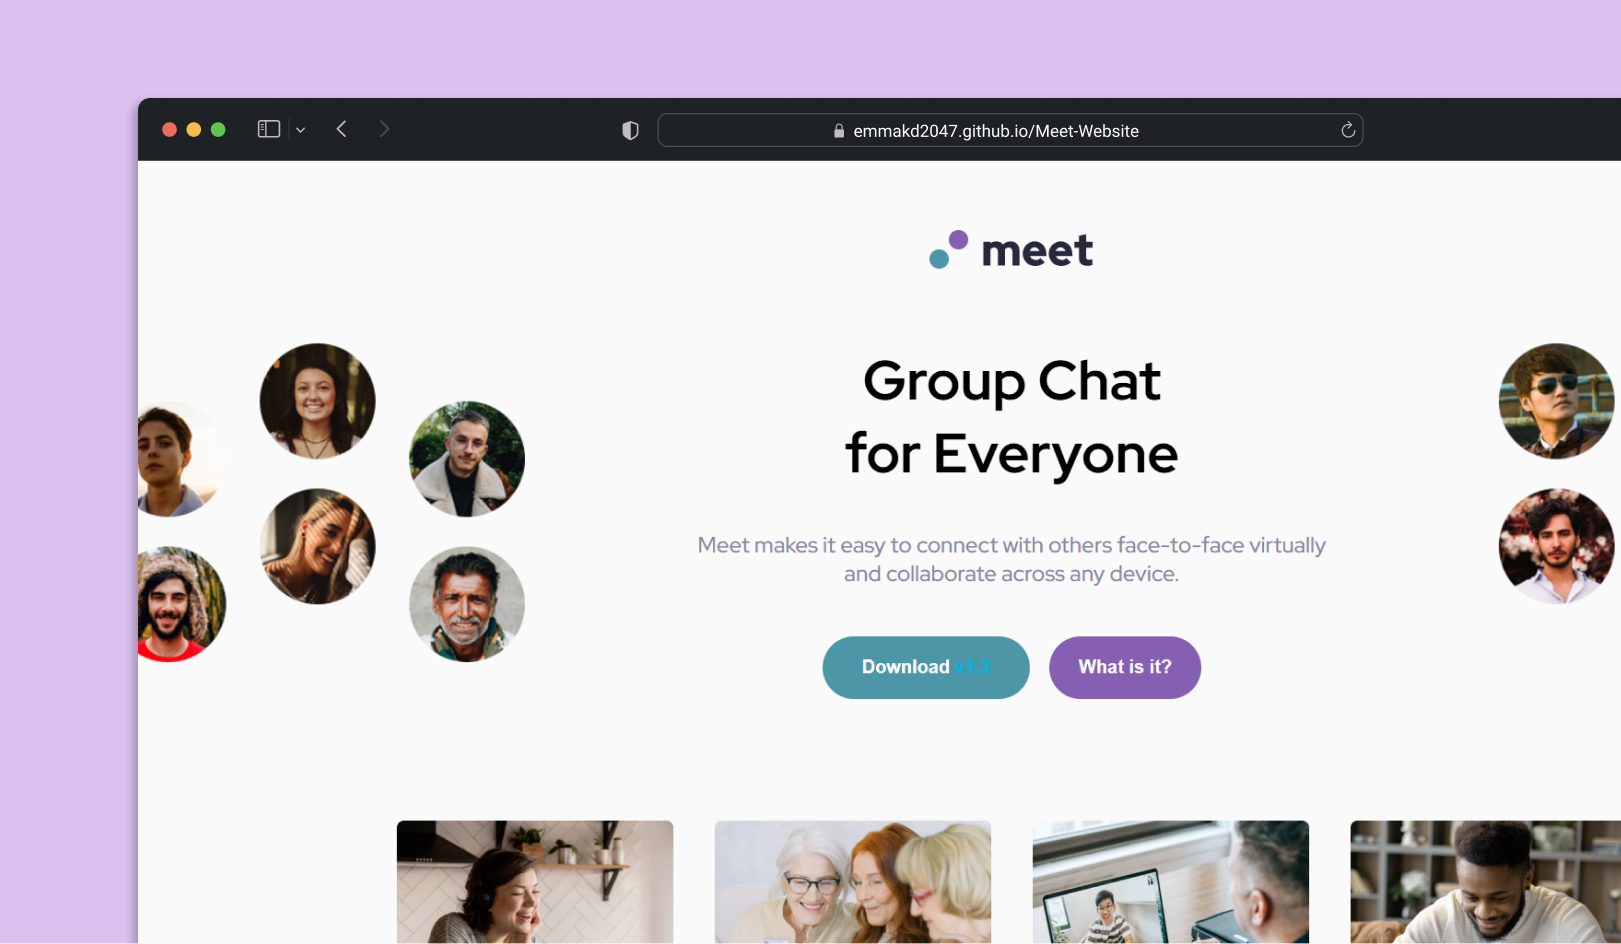 emmakd2047.github.io/Meet-Website
meet
Group Chat
for Everyone
Meet makes it easy to connect with others face-to-face virtually
and collaborate across any device.
Download v1.3
What is it?